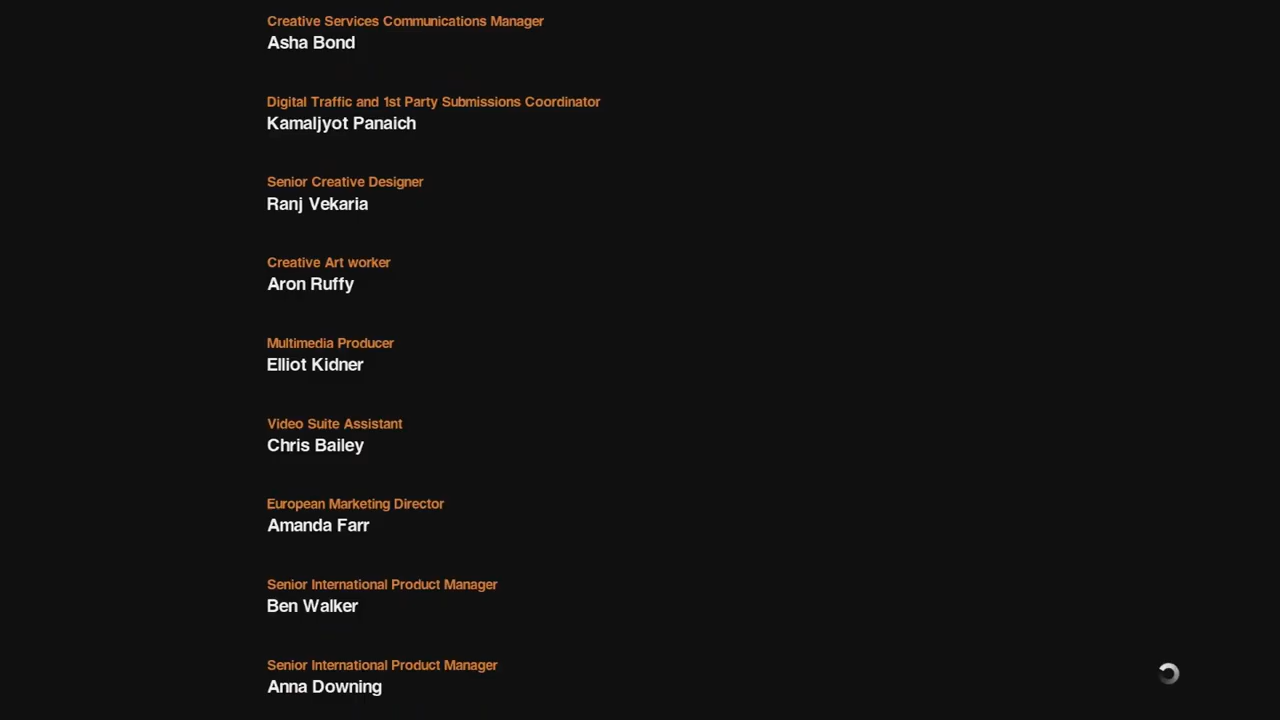 Creative Services Communications Manager
Asha Bond
Digital Traffic and 1st Party Submissions Coordinator
Kamaljyot Panaich
Senior Creative Designer
Ranj Vekaria
Creative Art worker
Aron Ruffy
Multimedia Producer
Elliot Kidner
Video Suite Assistant
Chris Bailey
European Marketing Director
Amanda Farr
Senior International Product Manager
Ben Walker
Senior International Product Manager
Anna Downing